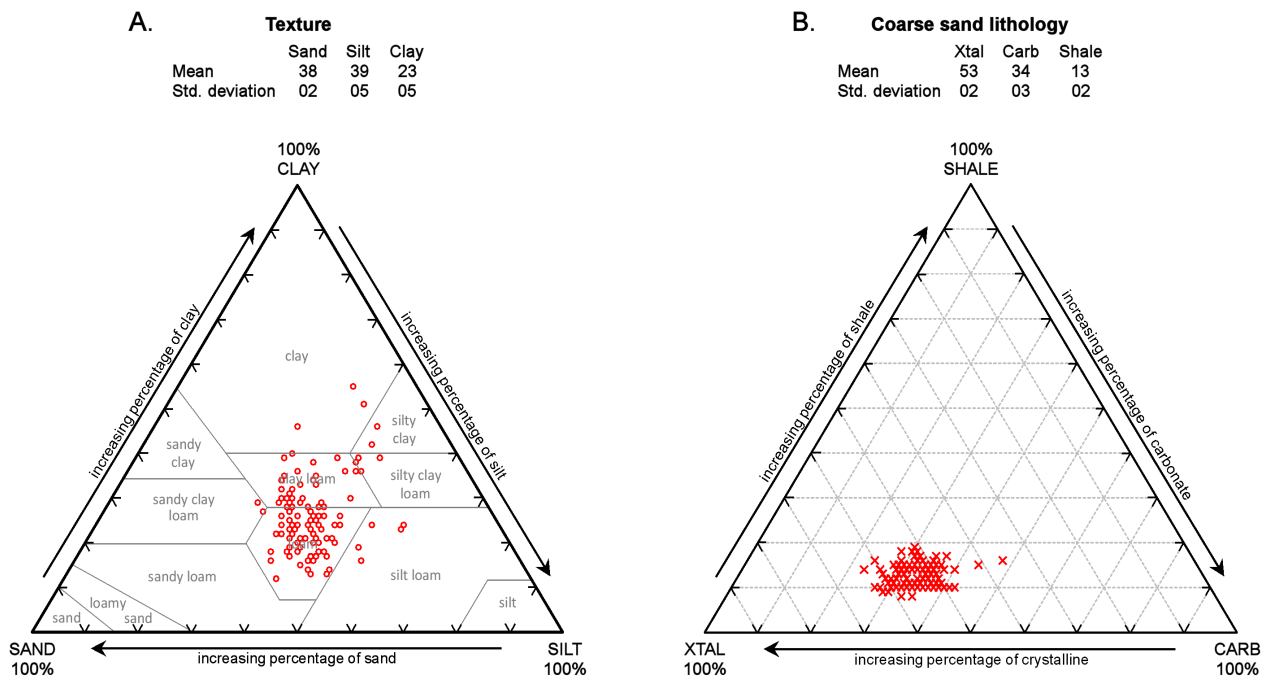 A. Texture
Sand Silt Clay
Mean 38 39 23
Std. deviation 02 05 05
100%
CLAY
increasing percentage of clay
increasing percentage of silt
clay
silty
clay
sandy
clay
clay loam
silty clay
loam
sandy clay
loam
loam
sandy loam
silt loam
loamy
sand
sand
silt
SAND
100%
increasing percentage of sand
SILT
100%
B. Coarse sand lithology
Xtal Carb Shale
Mean 53 34 13
Std. deviation 02 03 02
100%
SHALE
increasing percentage of shale
increasing percentage of carbonate
XTAL
100%
increasing percentage of crystalline
CARB
100%